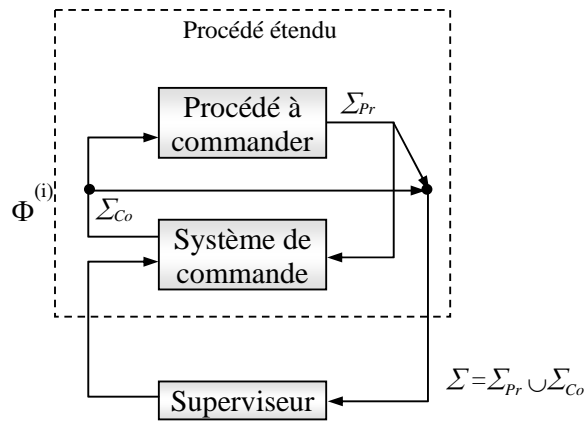 Procédé étendu
Procédé à
commander
Σ_Pr
Φ^(i)
Σ_Co
Système de
commande
Σ = Σ_Pr ∪ Σ_Co
Superviseur